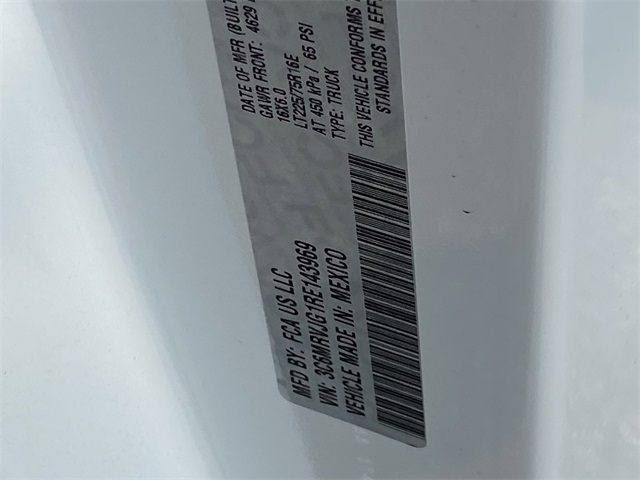 MFD BY: FCA US LLC
VIN: 3C6MRVJG1RE143969
VEHICLE MADE IN: MEXICO
DATE OF MFR (BUILT
GAWR FRONT: 4629
16X6.0
LT225/75R16E
AT 450 kPa / 65 PSI
TYPE: TRUCK
THIS VEHICLE CONFORMS
STANDARDS IN EFF